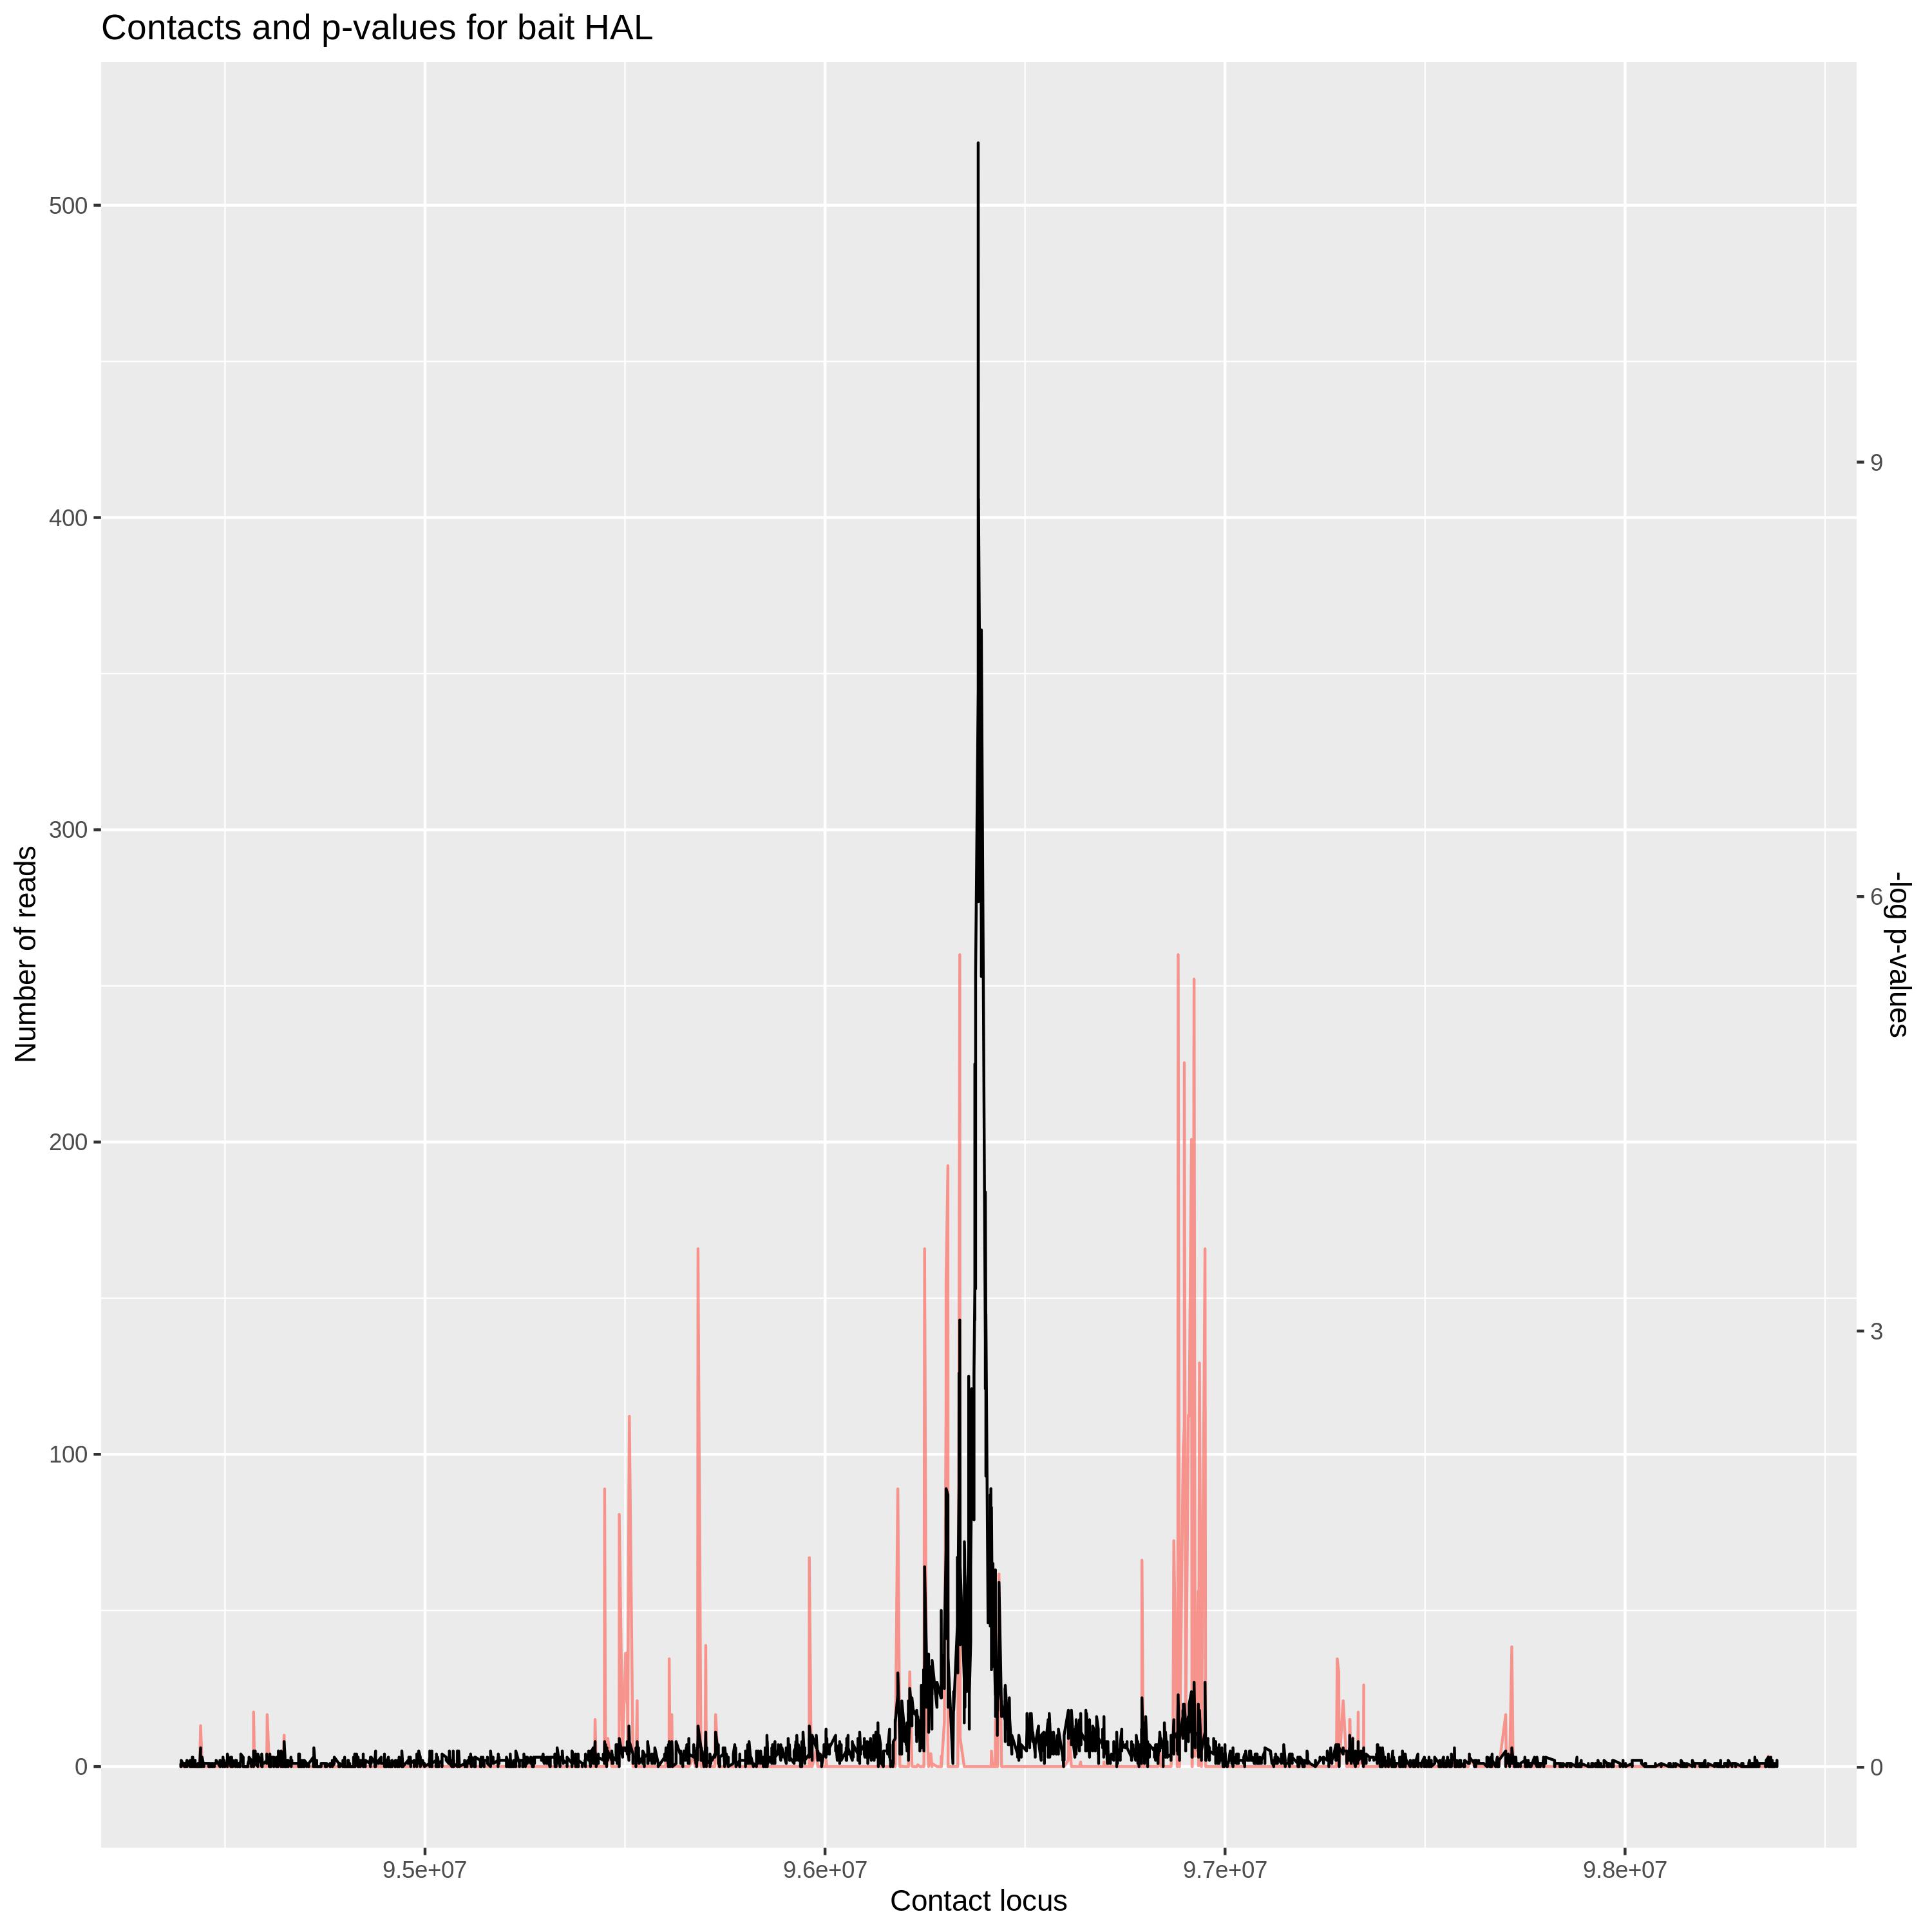 Contacts and p-values for bait HAL
500
400
300
200
100
0
Number of reads
9
6
3
0
-log p-values
9.5e+07
9.6e+07
9.7e+07
9.8e+07
Contact locus